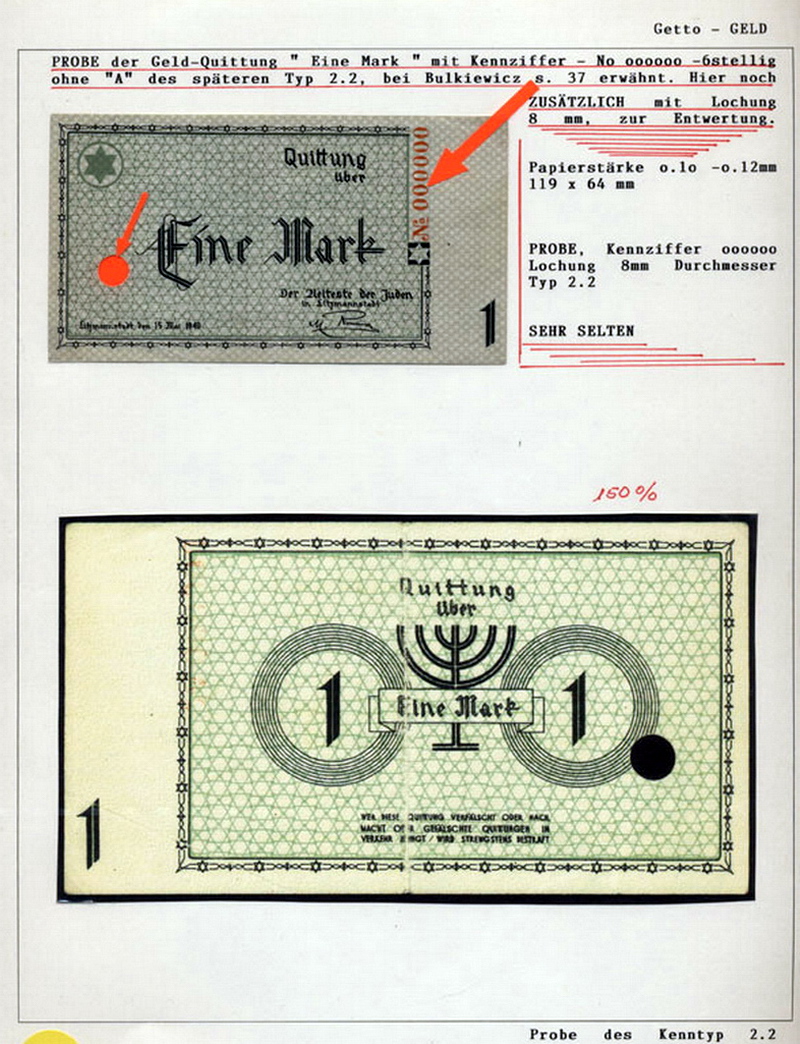 Getto - GELD
PROBE der Geld-Quittung " Eine Mark " mit Kennziffer - No oooooo -6stellig
ohne "A" des späteren Typ 2.2, bei Bulkiewicz s. 37 erwähnt. Hier noch
ZUSÄTZLICH mit Lochung
8 mm, zur Entwertung.
Papierstärke o.1o -o.12mm
119 x 64 mm
PROBE, Kennziffer oooooo
Lochung 8mm Durchmesser
Typ 2.2
SEHR SELTEN
Quittung
über
Eine Mark
№ 000000
Der Aelteste der Juden
in Litzmannstadt
Litzmannstadt, den 15. Mai 1940
1
150%
Quittung
über
1
Eine Mark
1
1
WER DIESE QUITTUNG VERFÄLSCHT ODER NACH
MACHT ODER GEFÄLSCHTE QUITTUNGEN IN
VERKEHR BRINGT / WIRD STRENGSTENS BESTRAFT
Probe des Kenntyp 2.2